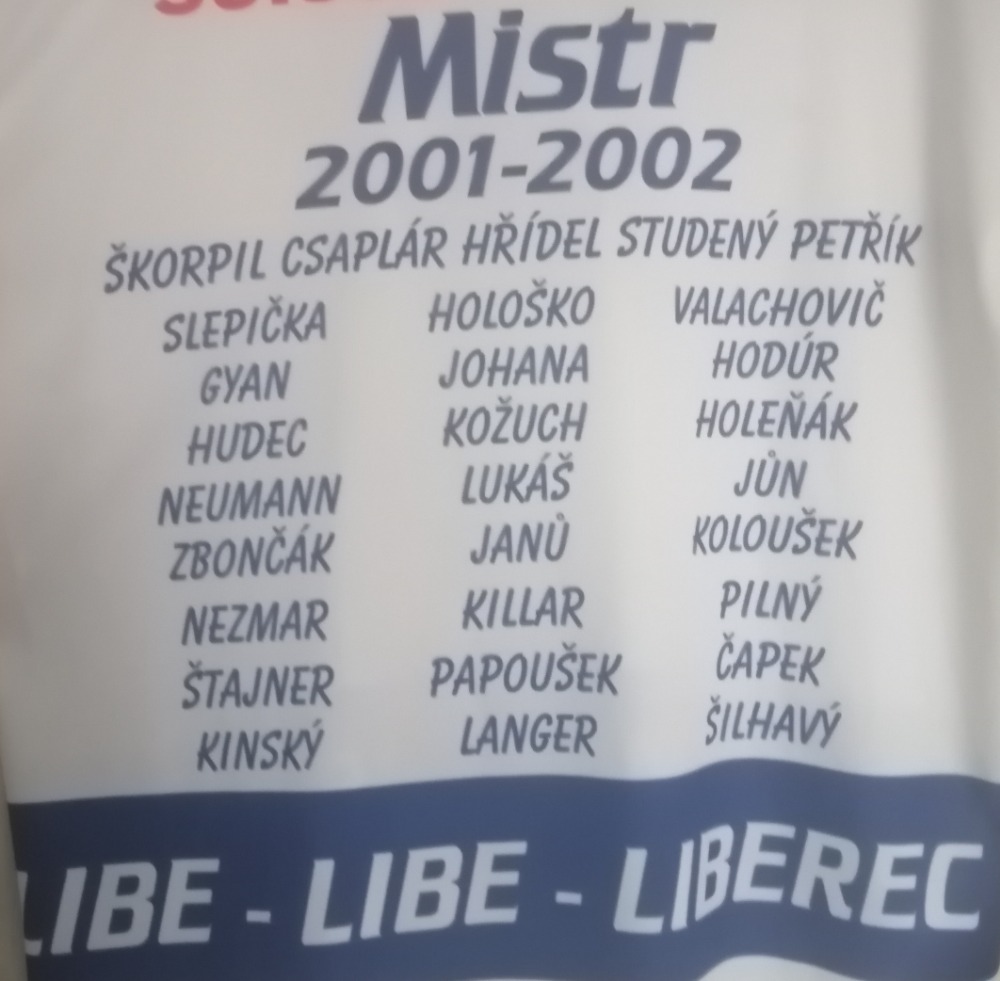 Mistr
2001-2002
ŠKORPIL CSAPLÁR HŘÍDEL STUDENÝ PETŘÍK
SLEPIČKA HOLOŠKO VALACHOVIČ
GYAN JOHANA HODÚR
HUDEC KOŽUCH HOLEŇÁK
NEUMANN LUKÁŠ JŮN
ZBONČÁK JANŮ KOLOUŠEK
NEZMAR KILLAR PILNÝ
ŠTAJNER PAPOUŠEK ČAPEK
KINSKÝ LANGER ŠILHAVÝ
LIBE - LIBE - LIBEREC